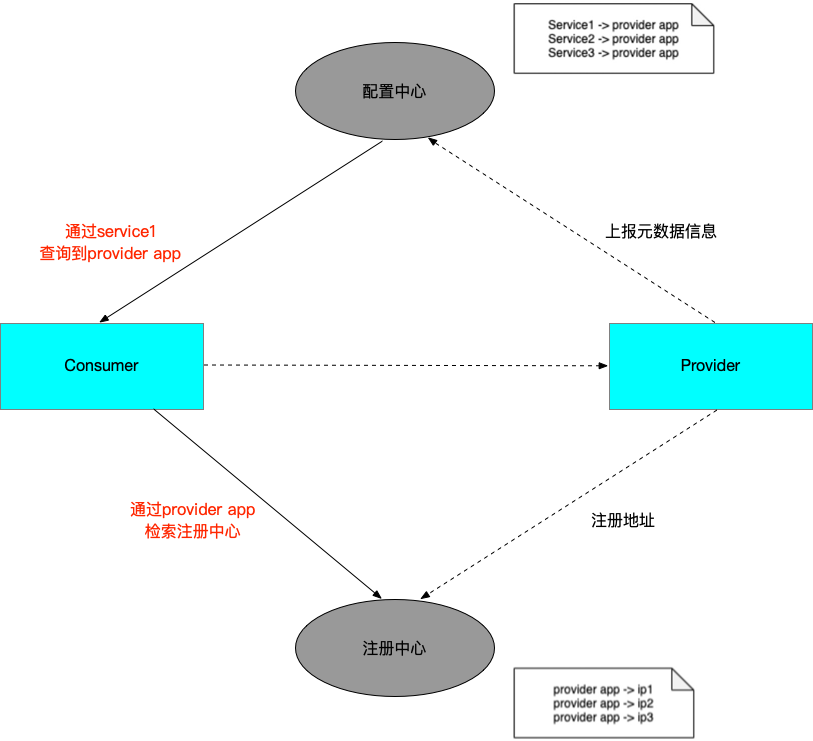 Service1 -> provider app
Service2 -> provider app
Service3 -> provider app
配置中心
通过service1
查询到provider app
上报元数据信息
Consumer
Provider
通过provider app
检索注册中心
注册地址
注册中心
provider app -> ip1
provider app -> ip2
provider app -> ip3